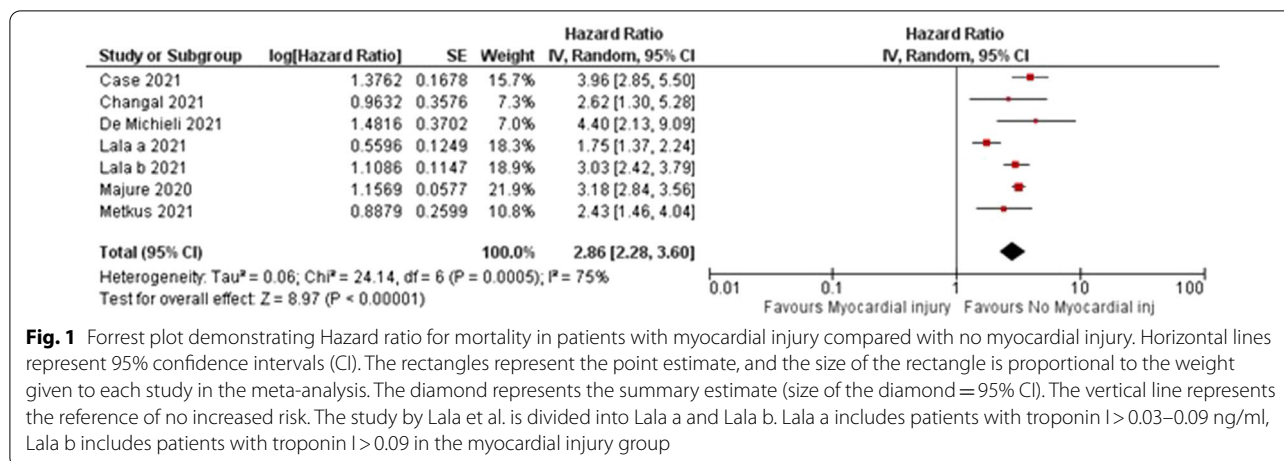 Hazard Ratio Hazard Ratio
Study or Subgroup log[Hazard Ratio] SE Weight IV, Random, 95% CI IV, Random, 95% CI
Case 2021 1.3762 0.1678 15.7% 3.96 [2.85, 5.50]
Changal 2021 0.9632 0.3576 7.3% 2.62 [1.30, 5.28]
De Michieli 2021 1.4816 0.3702 7.0% 4.40 [2.13, 9.09]
Lala a 2021 0.5596 0.1249 18.3% 1.75 [1.37, 2.24]
Lala b 2021 1.1086 0.1147 18.9% 3.03 [2.42, 3.79]
Majure 2020 1.1569 0.0577 21.9% 3.18 [2.84, 3.56]
Metkus 2021 0.8879 0.2599 10.8% 2.43 [1.46, 4.04]
Total (95% CI) 100.0% 2.86 [2.28, 3.60]
Heterogeneity: Tau² = 0.06; Chi² = 24.14, df = 6 (P = 0.0005); I² = 75%
Test for overall effect: Z = 8.97 (P < 0.00001)
0.01 0.1 1 10 100
Favours Myocardial injury Favours No Myocardial inj
Fig. 1 Forrest plot demonstrating Hazard ratio for mortality in patients with myocardial injury compared with no myocardial injury. Horizontal lines
represent 95% confidence intervals (CI). The rectangles represent the point estimate, and the size of the rectangle is proportional to the weight
given to each study in the meta-analysis. The diamond represents the summary estimate (size of the diamond = 95% CI). The vertical line represents
the reference of no increased risk. The study by Lala et al. is divided into Lala a and Lala b. Lala a includes patients with troponin I > 0.03–0.09 ng/ml,
Lala b includes patients with troponin I > 0.09 in the myocardial injury group